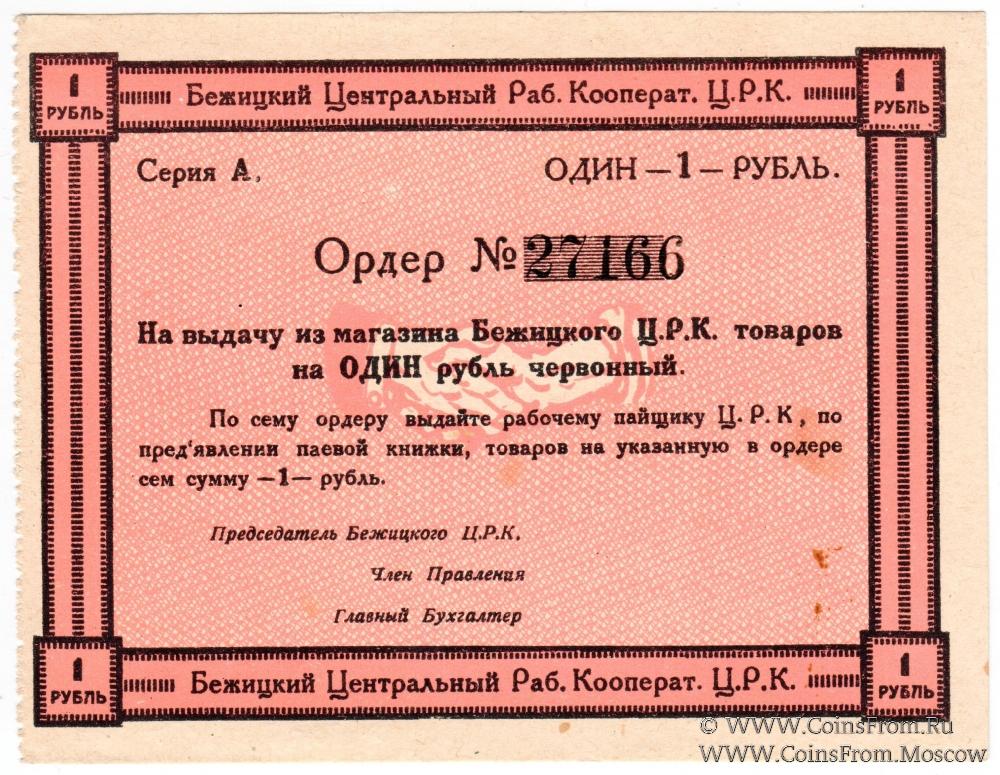 1 РУБЛЬ
Бежицкий Центральный Раб. Кооперат. Ц.Р.К.
1 РУБЛЬ
Серия А.
ОДИН —1— РУБЛЬ.
Ордер № 27166
На выдачу из магазина Бежицкого Ц.Р.К. товаров
на ОДИН рубль червонный.
По сему ордеру выдайте рабочему пайщику Ц.Р.К, по
пред'явлении паевой книжки, товаров на указанную в ордере
сем сумму —1— рубль.
Председатель Бежицкого Ц.Р.К.
Член Правления
Главный Бухгалтер
1 РУБЛЬ
Бежицкий Центральный Раб. Кооперат. Ц.Р.К.
1 РУБЛЬ
© WWW.CoinsFrom.Ru
WWW.CoinsFrom.Moscow